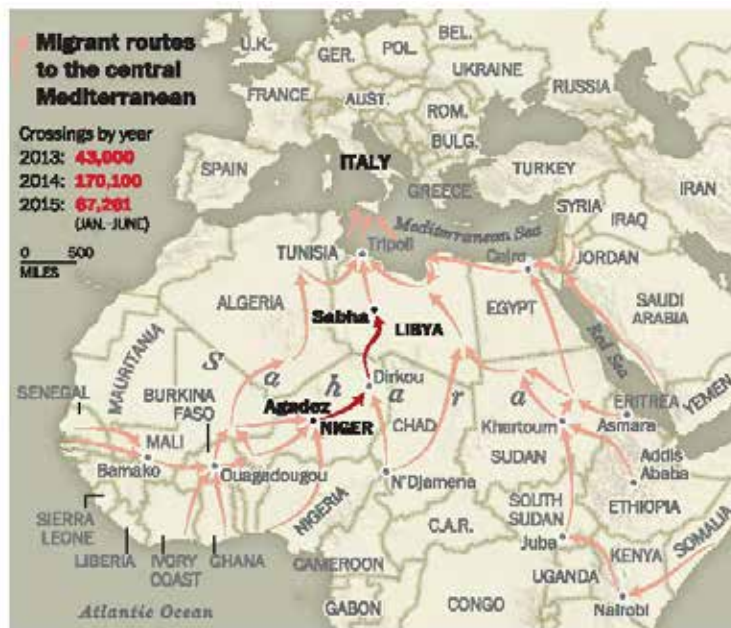 Migrant routes
to the central
Mediterranean
Crossings by year
2013: 43,000
2014: 170,100
2015: 67,261
(JAN.-JUNE)
0 500
MILES
U.K.
GER.
POL.
BEL.
UKRAINE
RUSSIA
FRANCE
AUST.
ROM.
BULG.
SPAIN
ITALY
GREECE
TURKEY
IRAN
SYRIA
IRAQ
Mediterranean Sea
TUNISIA
Tripoli
Cairo
JORDAN
ALGERIA
Sabha
LIBYA
EGYPT
SAUDI
ARABIA
Red Sea
MAURITANIA
Sahara
SENEGAL
BURKINA
FASO
Dirkou
Agadez
NIGER
CHAD
ERITREA
YEMEN
MALI
Khartoum
Asmara
Bamako
Ouagadougou
SUDAN
Addis
Ababa
N'Djamena
NIGERIA
ETHIOPIA
SIERRA
LEONE
SOUTH
SUDAN
C.A.R.
SOMALIA
LIBERIA
IVORY
COAST
GHANA
CAMEROON
Juba
KENYA
UGANDA
Atlantic Ocean
GABON
CONGO
Nairobi